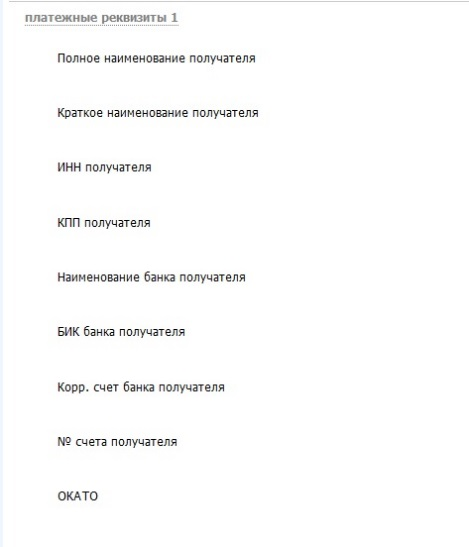 платежные реквизиты 1
Полное наименование получателя
Краткое наименование получателя
ИНН получателя
КПП получателя
Наименование банка получателя
БИК банка получателя
Корр. счет банка получателя
№ счета получателя
ОКАТО